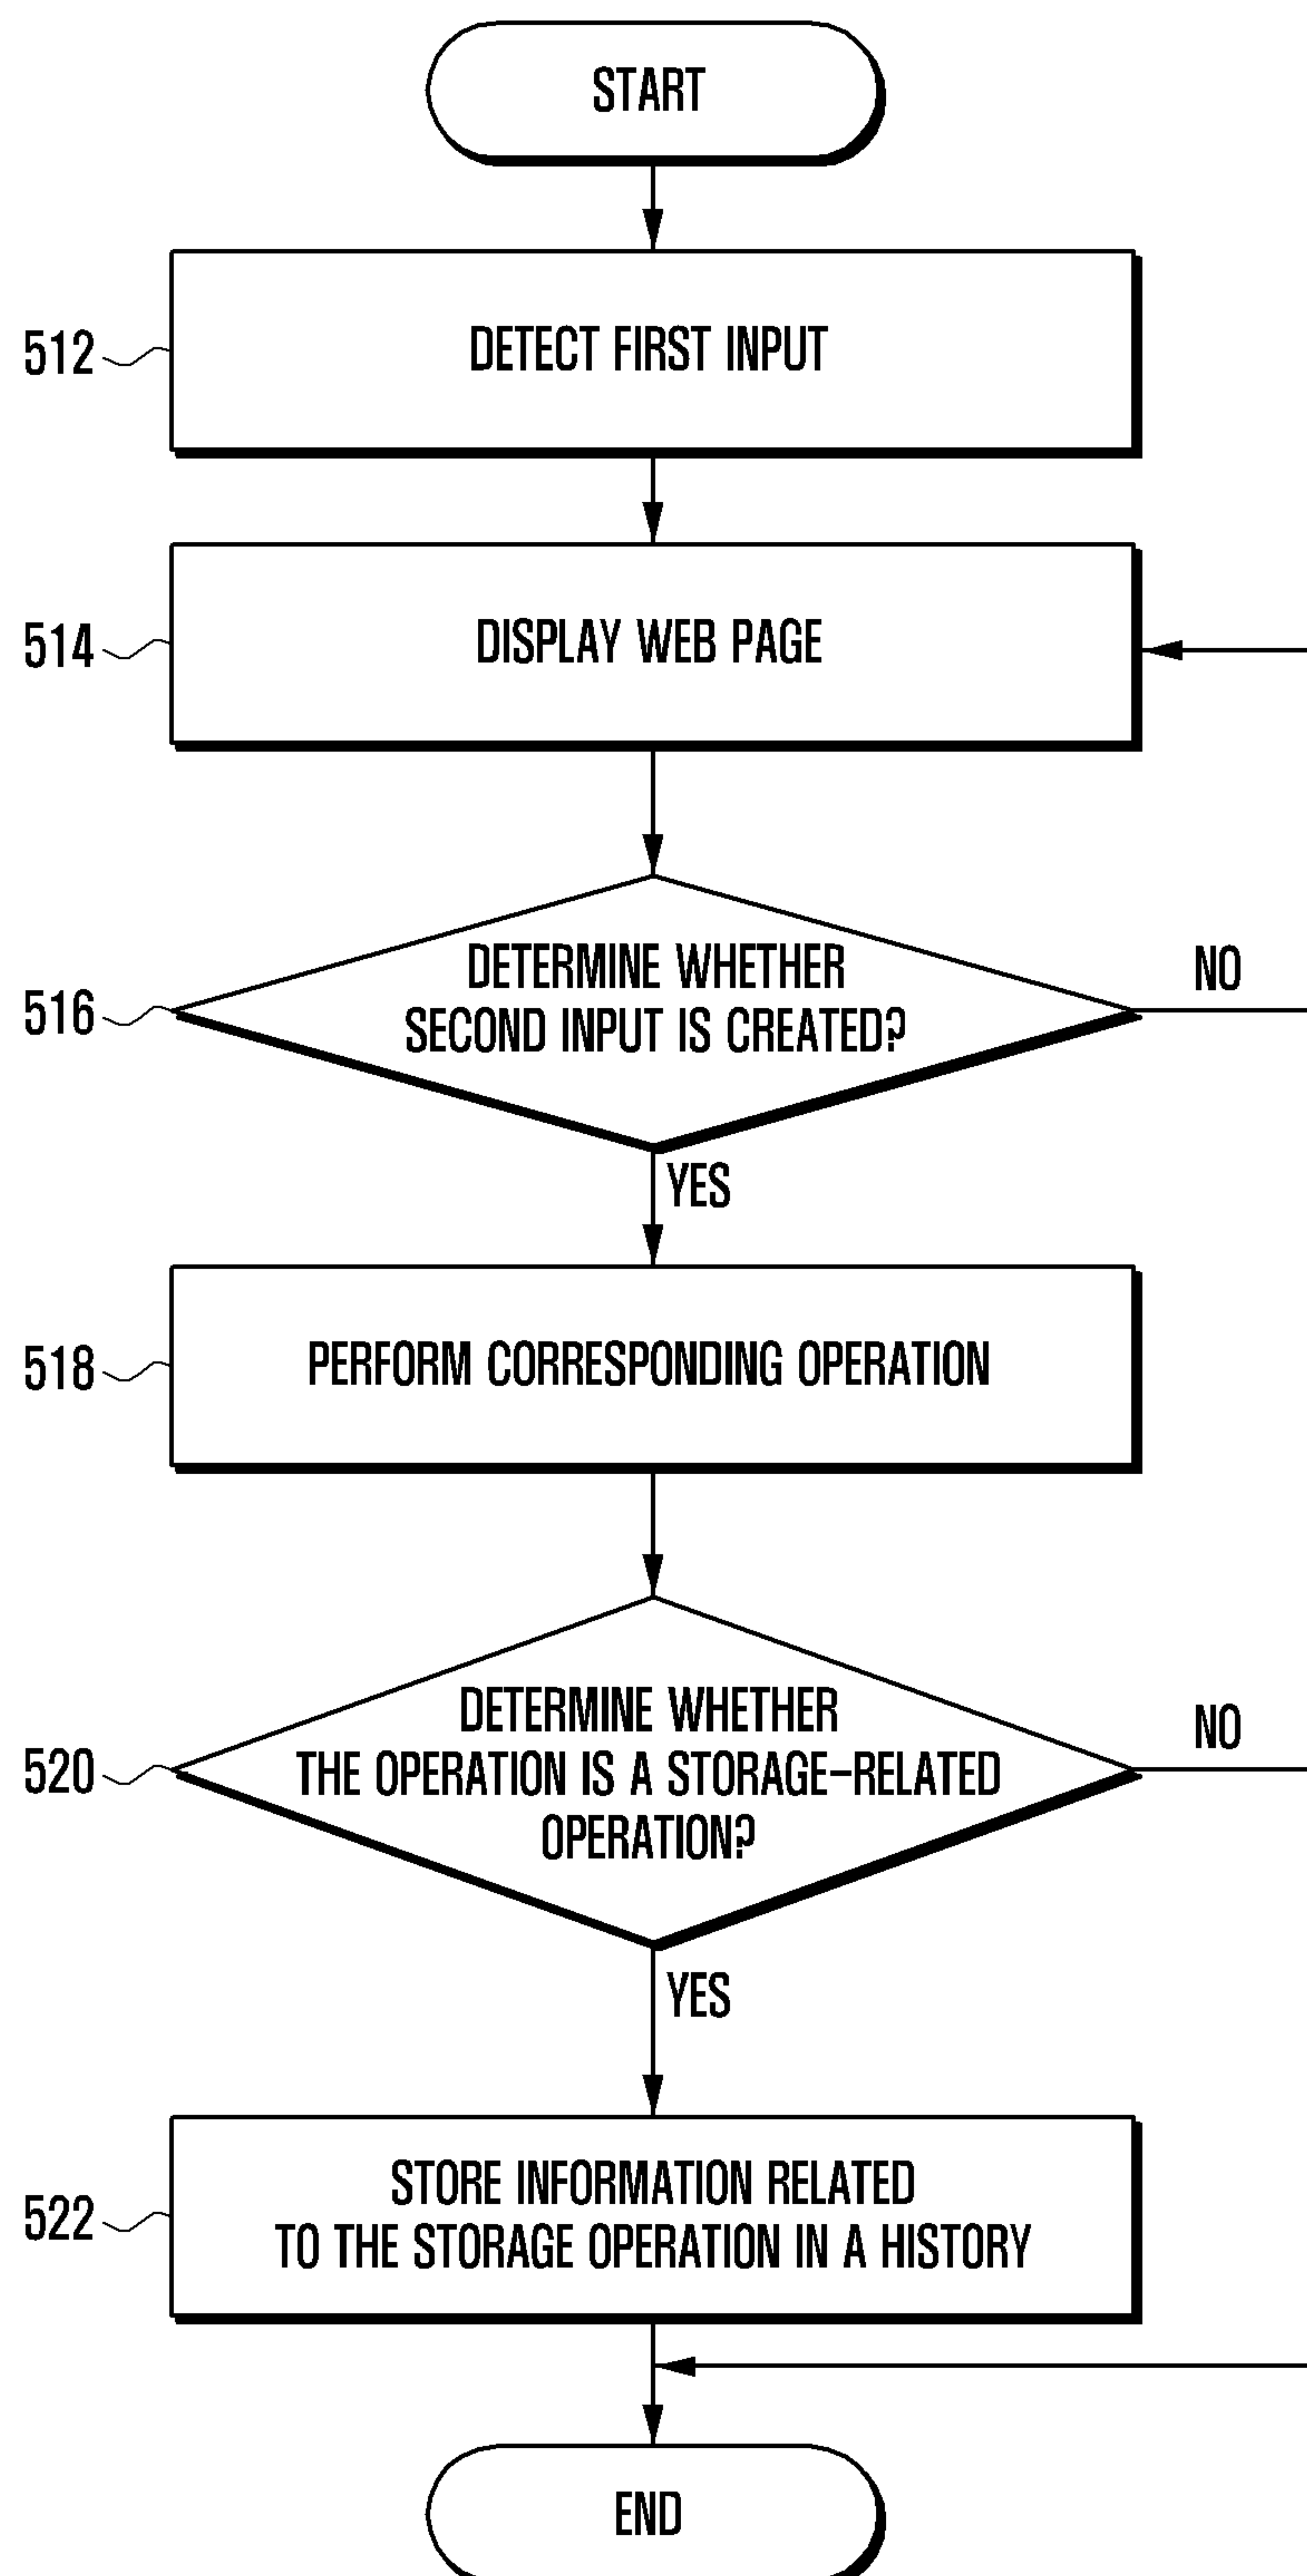 START
512
DETECT FIRST INPUT
514
DISPLAY WEB PAGE
516
DETERMINE WHETHER
SECOND INPUT IS CREATED?
NO
YES
518
PERFORM CORRESPONDING OPERATION
520
DETERMINE WHETHER
THE OPERATION IS A STORAGE-RELATED
OPERATION?
NO
YES
522
STORE INFORMATION RELATED
TO THE STORAGE OPERATION IN A HISTORY
END